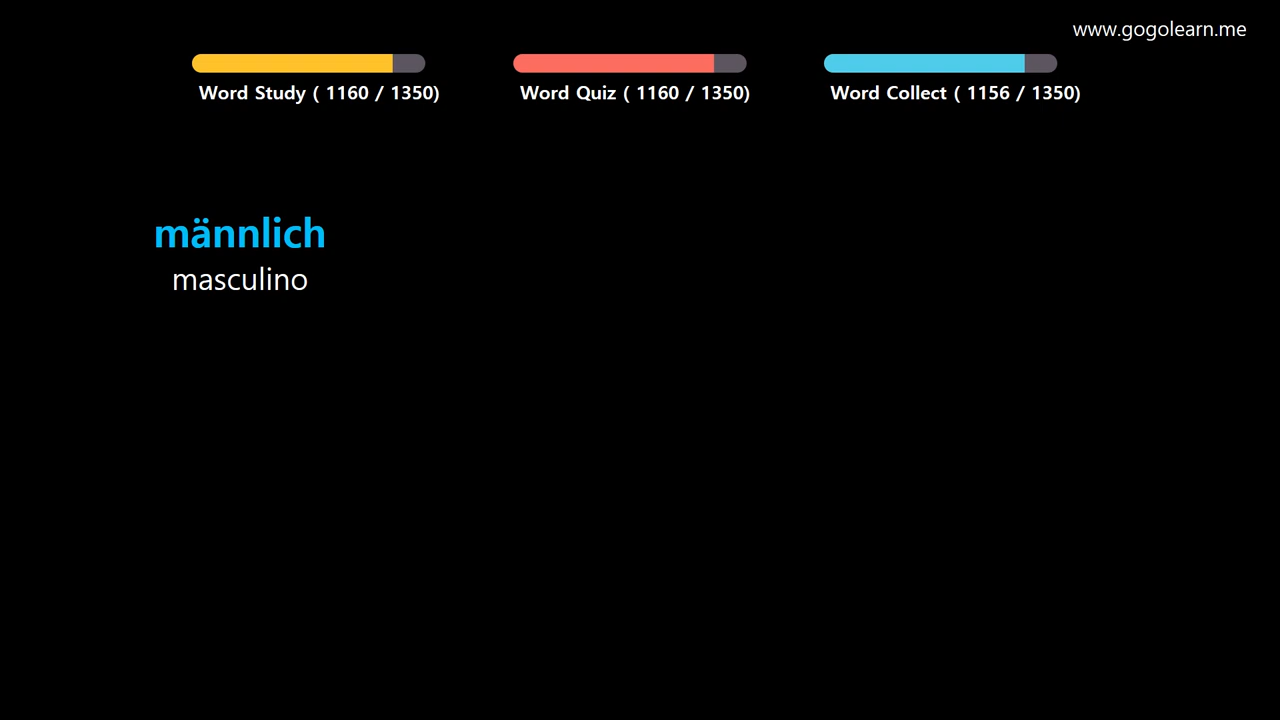 www.gogolearn.me
Word Study ( 1160 / 1350)
Word Quiz ( 1160 / 1350)
Word Collect ( 1156 / 1350)
männlich
masculino